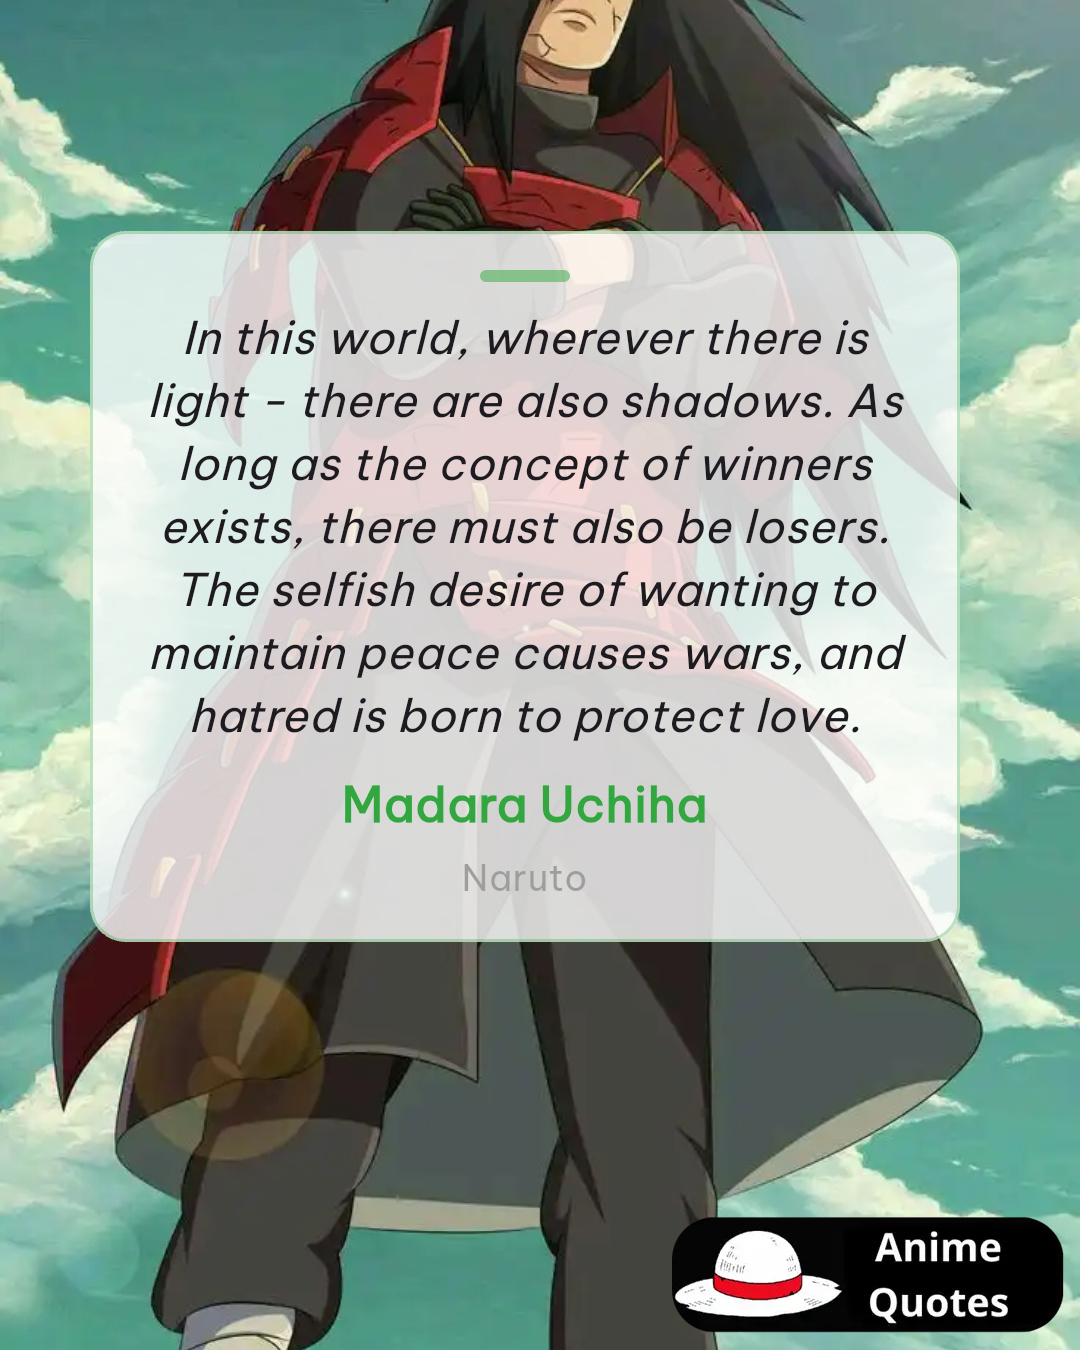 In this world, wherever there is
light - there are also shadows. As
long as the concept of winners
exists, there must also be losers.
The selfish desire of wanting to
maintain peace causes wars, and
hatred is born to protect love.
Madara Uchiha
Naruto
Anime
Quotes